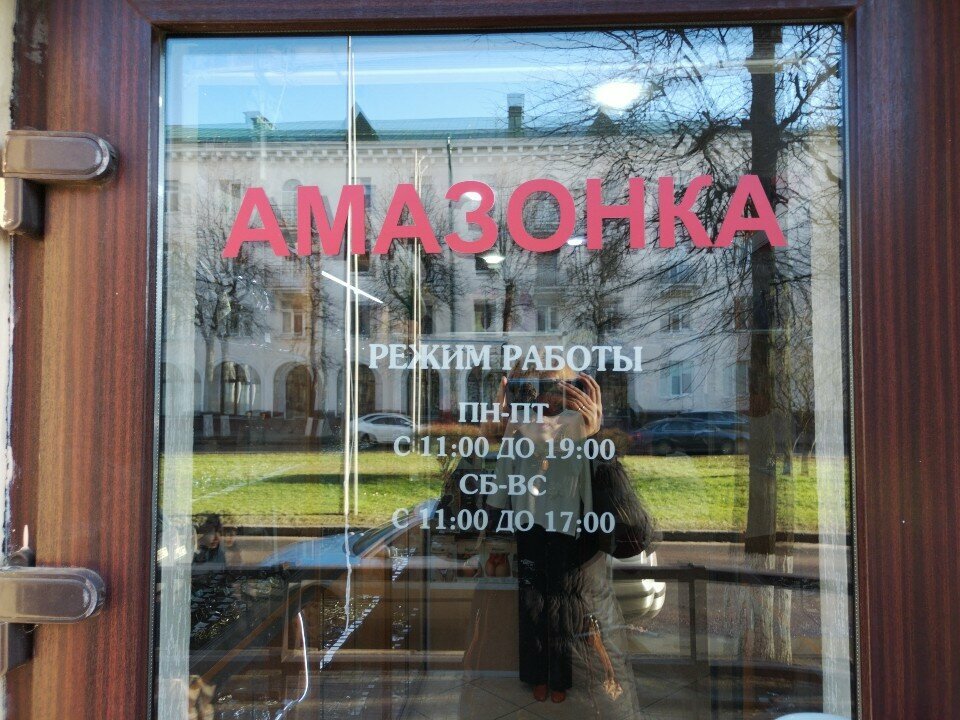 АМАЗОНКА
РЕЖИМ РАБОТЫ
ПН-ПТ
С 11:00 ДО 19:00
СБ-ВС
С 11:00 ДО 17:00